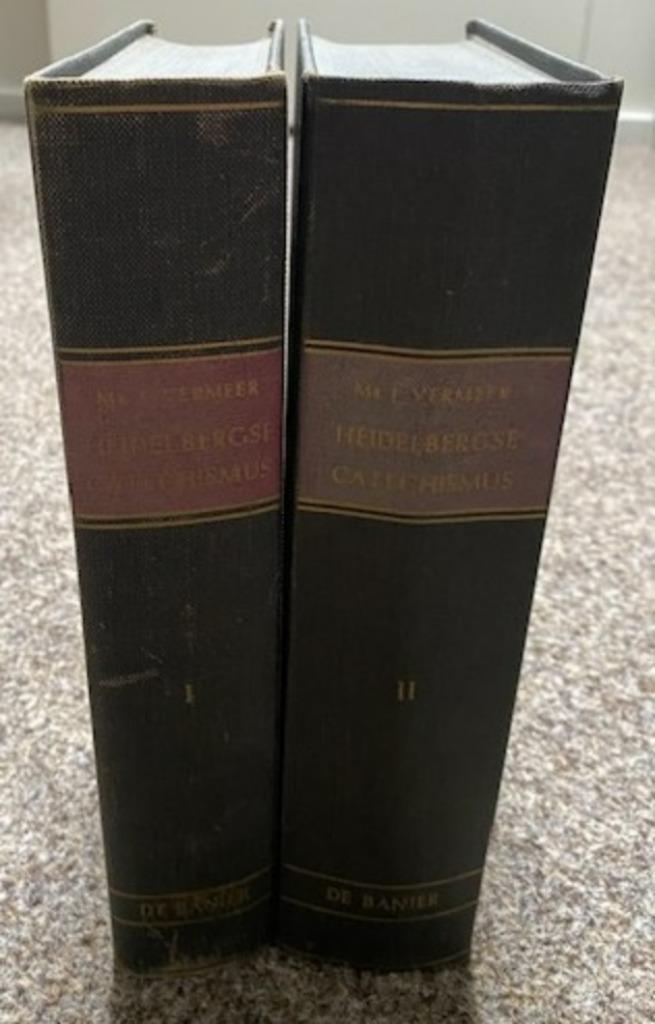 Mr. J. VERMEER
HEIDELBERGSE
CATECHISMUS
I
DE BANIER
Mr. J. VERMEER
HEIDELBERGSE
CATECHISMUS
II
DE BANIER